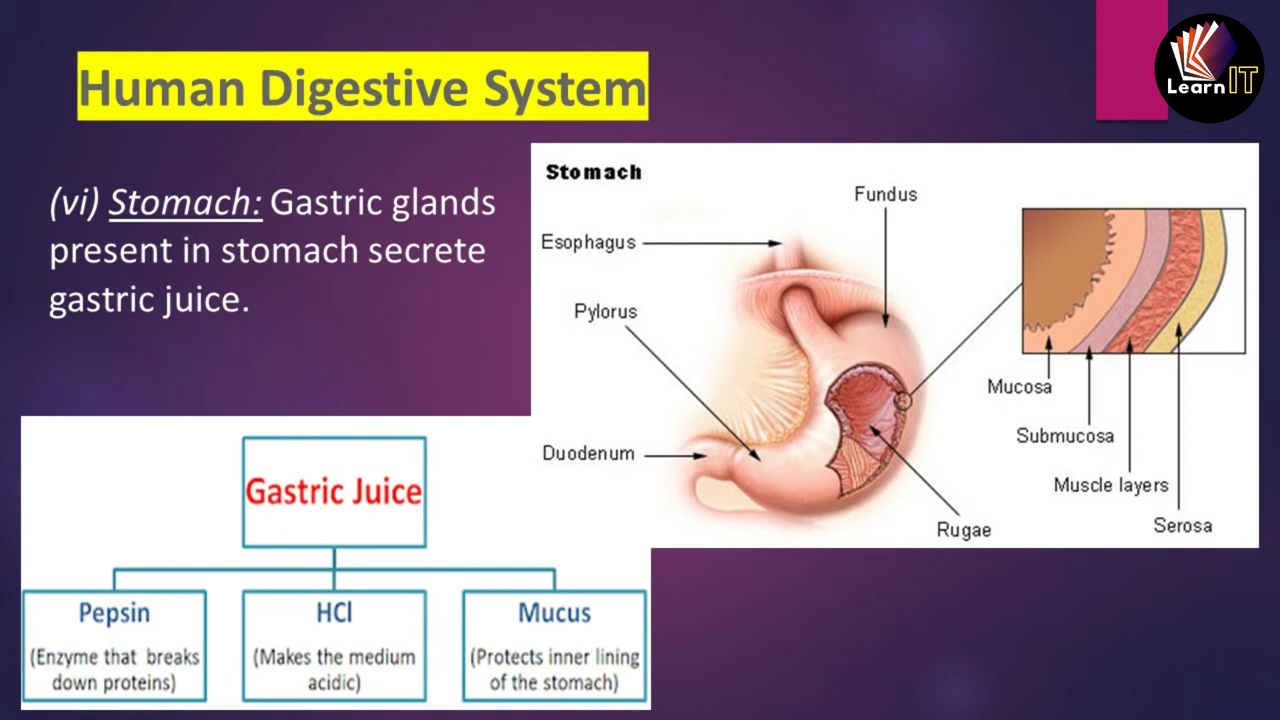 Human Digestive System
Learn IT
(vi) Stomach: Gastric glands
present in stomach secrete
gastric juice.
Stomach
Fundus
Esophagus
Pylorus
Duodenum
Mucosa
Submucosa
Muscle layers
Serosa
Rugae
Gastric Juice
Pepsin
(Enzyme that breaks
down proteins)
HCl
(Makes the medium
acidic)
Mucus
(Protects inner lining
of the stomach)